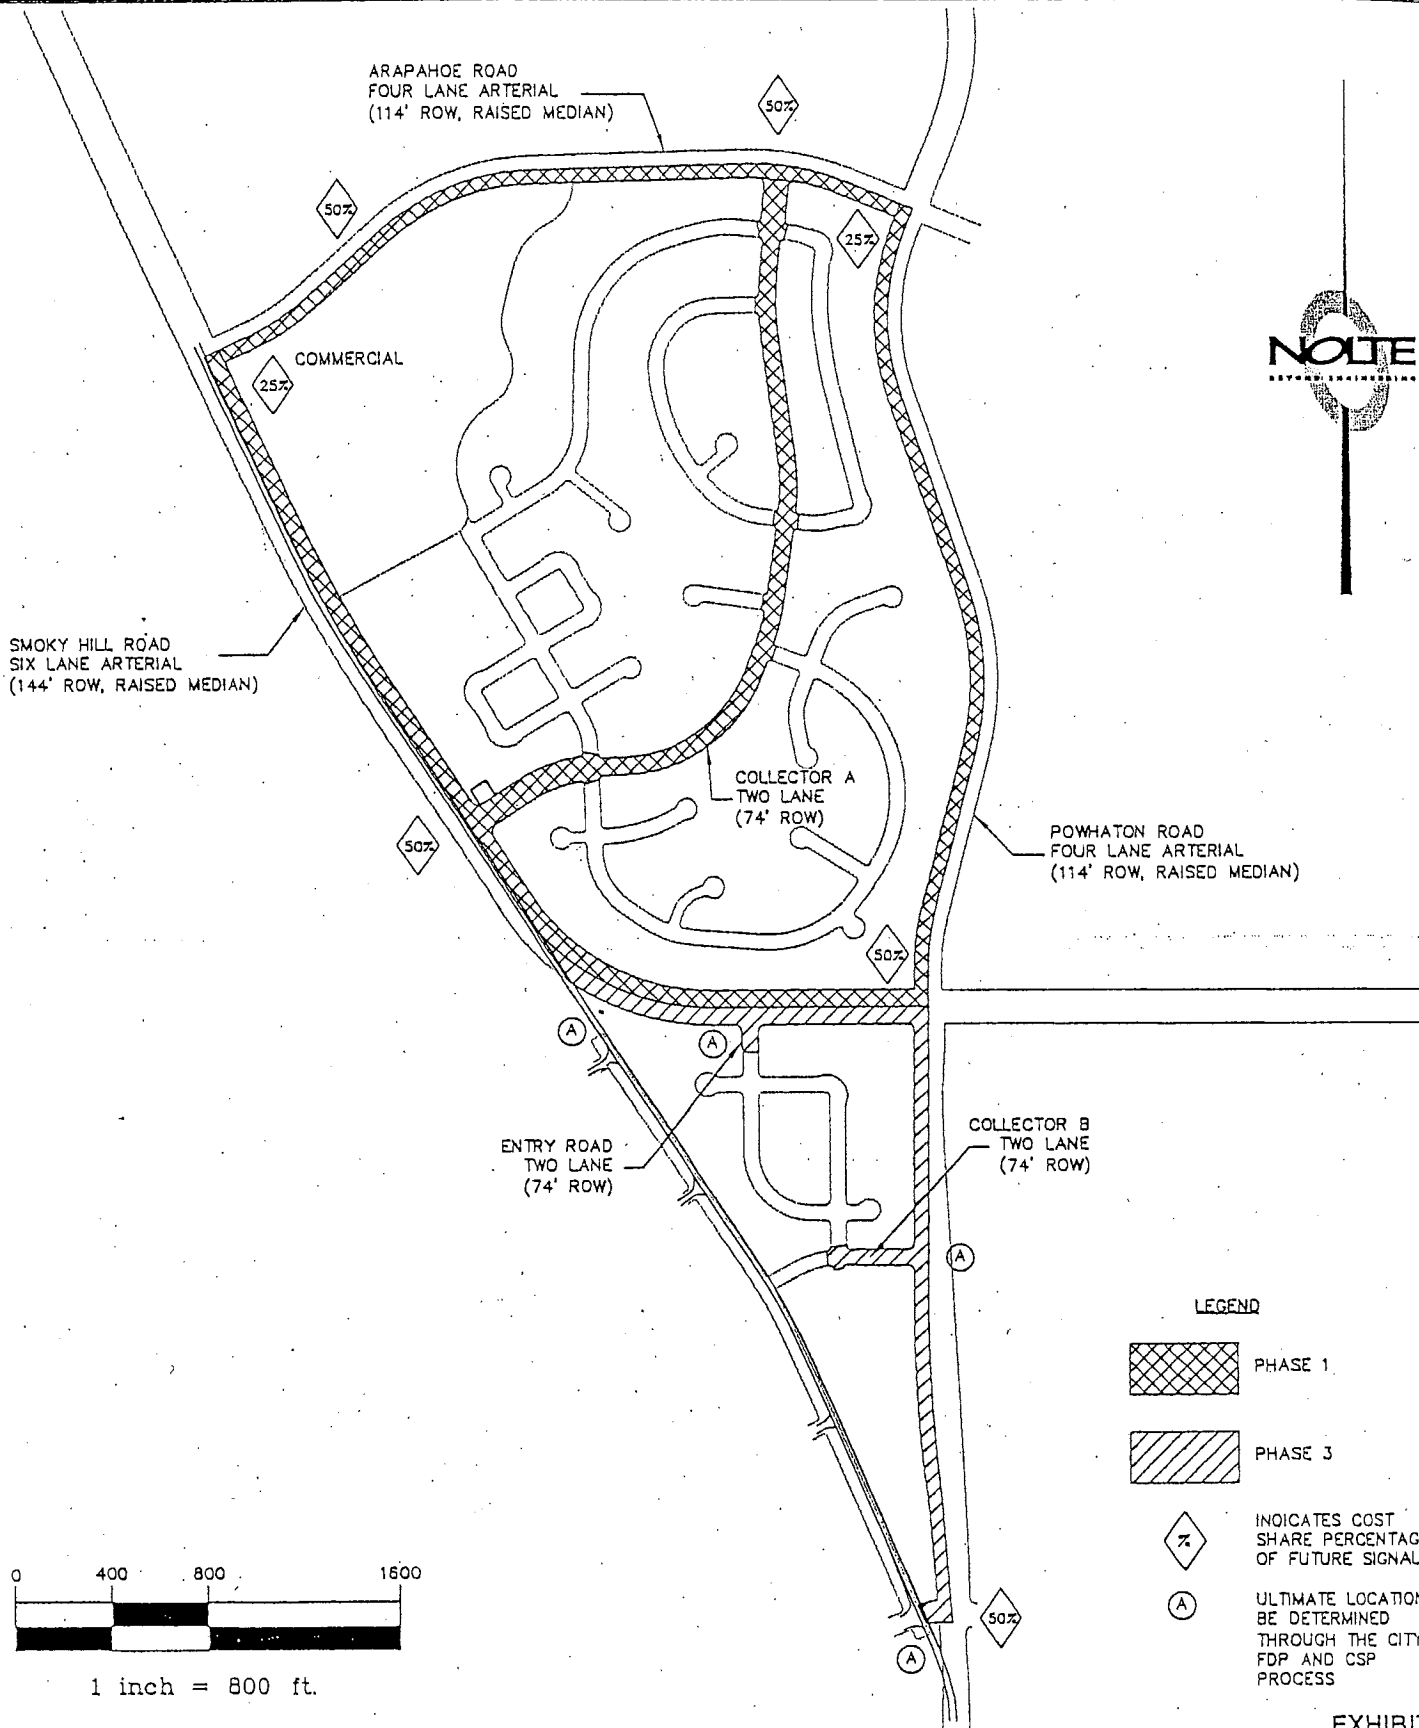 ARAPAHOE ROAD
FOUR LANE ARTERIAL
(114' ROW, RAISED MEDIAN)
50%
50%
25%
COMMERCIAL
25%
NOLTE
BEYOND ENGINEERING
SMOKY HILL ROAD
SIX LANE ARTERIAL
(144' ROW, RAISED MEDIAN)
COLLECTOR A
TWO LANE
(74' ROW)
50%
POWHATON ROAD
FOUR LANE ARTERIAL
(114' ROW, RAISED MEDIAN)
50%
A
A
ENTRY ROAD
TWO LANE
(74' ROW)
COLLECTOR B
TWO LANE
(74' ROW)
A
LEGEND
PHASE 1
PHASE 3
%
INDICATES COST
SHARE PERCENTAG
OF FUTURE SIGNAL
A
ULTIMATE LOCATION
BE DETERMINED
THROUGH THE CITY
FDP AND CSP
PROCESS
50%
A
0 400 800 1600
1 inch = 800 ft.
EXHIBIT